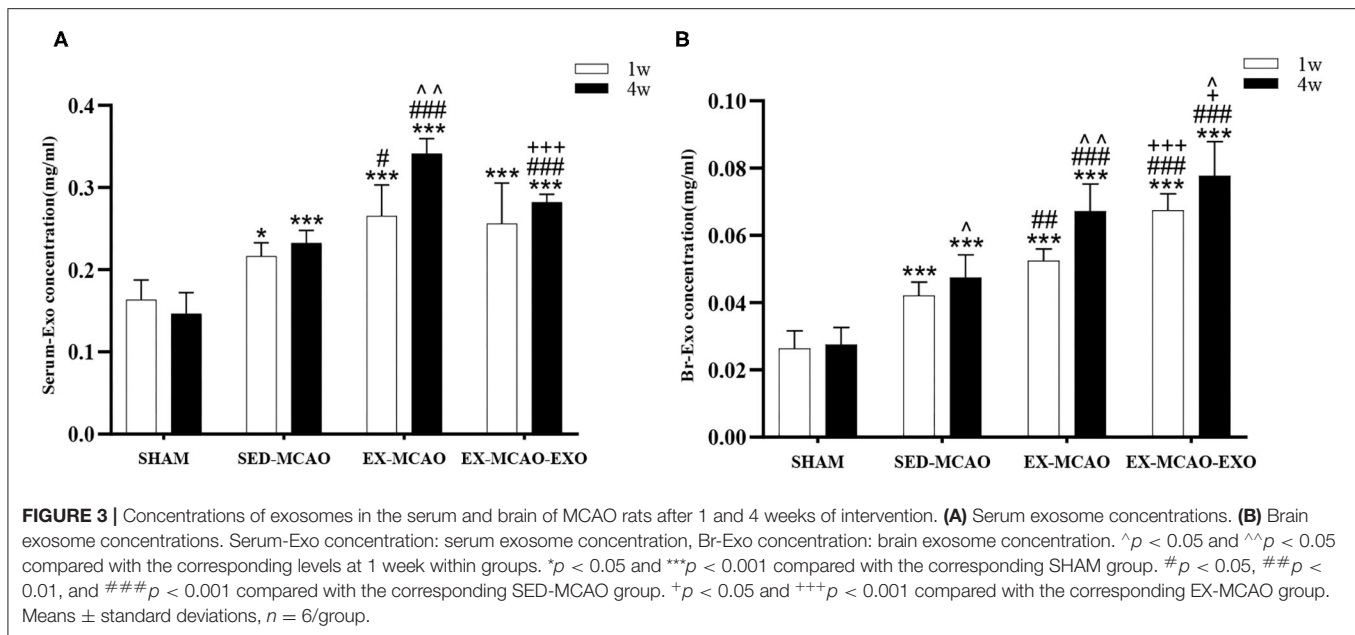 A
1w
4w
^ ^
###
***
#
***
+++
###
***
***
*
***
Serum-Exo concentration(mg/ml)
0.4
0.3
0.2
0.1
0.0
SHAM SED-MCAO EX-MCAO EX-MCAO-EXO
B
1w
4w
^
+
###
***
+++
###
***
^ ^
###
***
##
***
^
***
***
Br-Exo concentration(mg/ml)
0.10
0.08
0.06
0.04
0.02
0.00
SHAM SED-MCAO EX-MCAO EX-MCAO-EXO
FIGURE 3 | Concentrations of exosomes in the serum and brain of MCAO rats after 1 and 4 weeks of intervention. (A) Serum exosome concentrations. (B) Brain
exosome concentrations. Serum-Exo concentration: serum exosome concentration, Br-Exo concentration: brain exosome concentration. ^p < 0.05 and ^^p < 0.05
compared with the corresponding levels at 1 week within groups. *p < 0.05 and ***p < 0.001 compared with the corresponding SHAM group. #p < 0.05, ##p <
0.01, and ###p < 0.001 compared with the corresponding SED-MCAO group. +p < 0.05 and +++p < 0.001 compared with the corresponding EX-MCAO group.
Means ± standard deviations, n = 6/group.